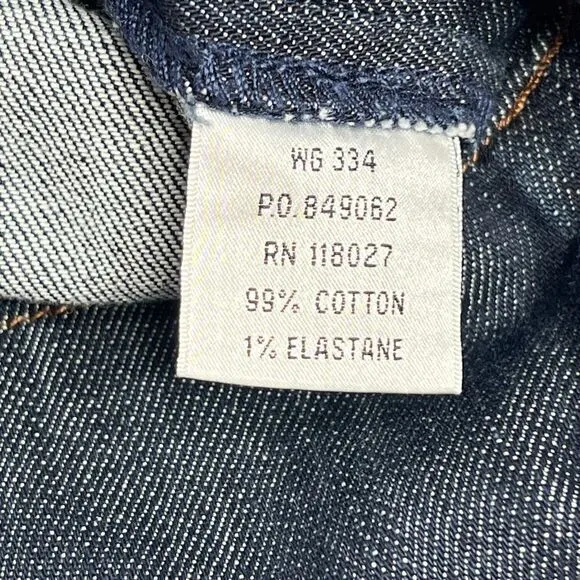 WG 334
P.O. 849062
RN 118027
99% COTTON
1% ELASTANE